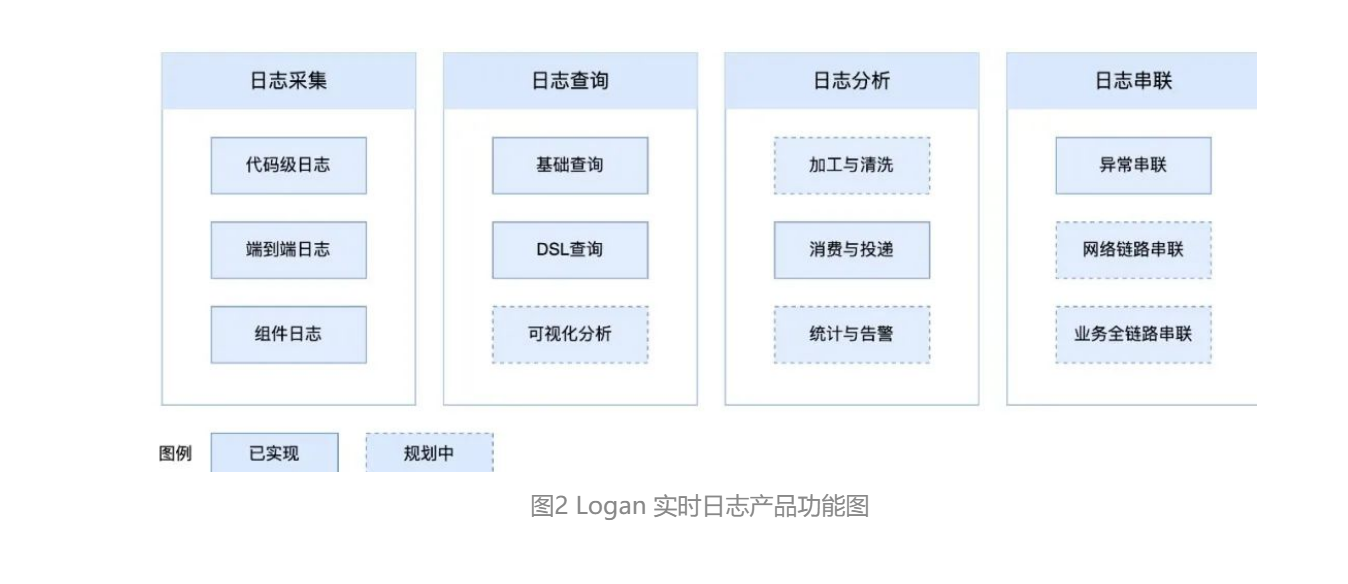 日志采集
代码级日志
端到端日志
组件日志
日志查询
基础查询
DSL查询
可视化分析
日志分析
加工与清洗
消费与投递
统计与告警
日志串联
异常串联
网络链路串联
业务全链路串联
图例
已实现
规划中
图2 Logan 实时日志产品功能图